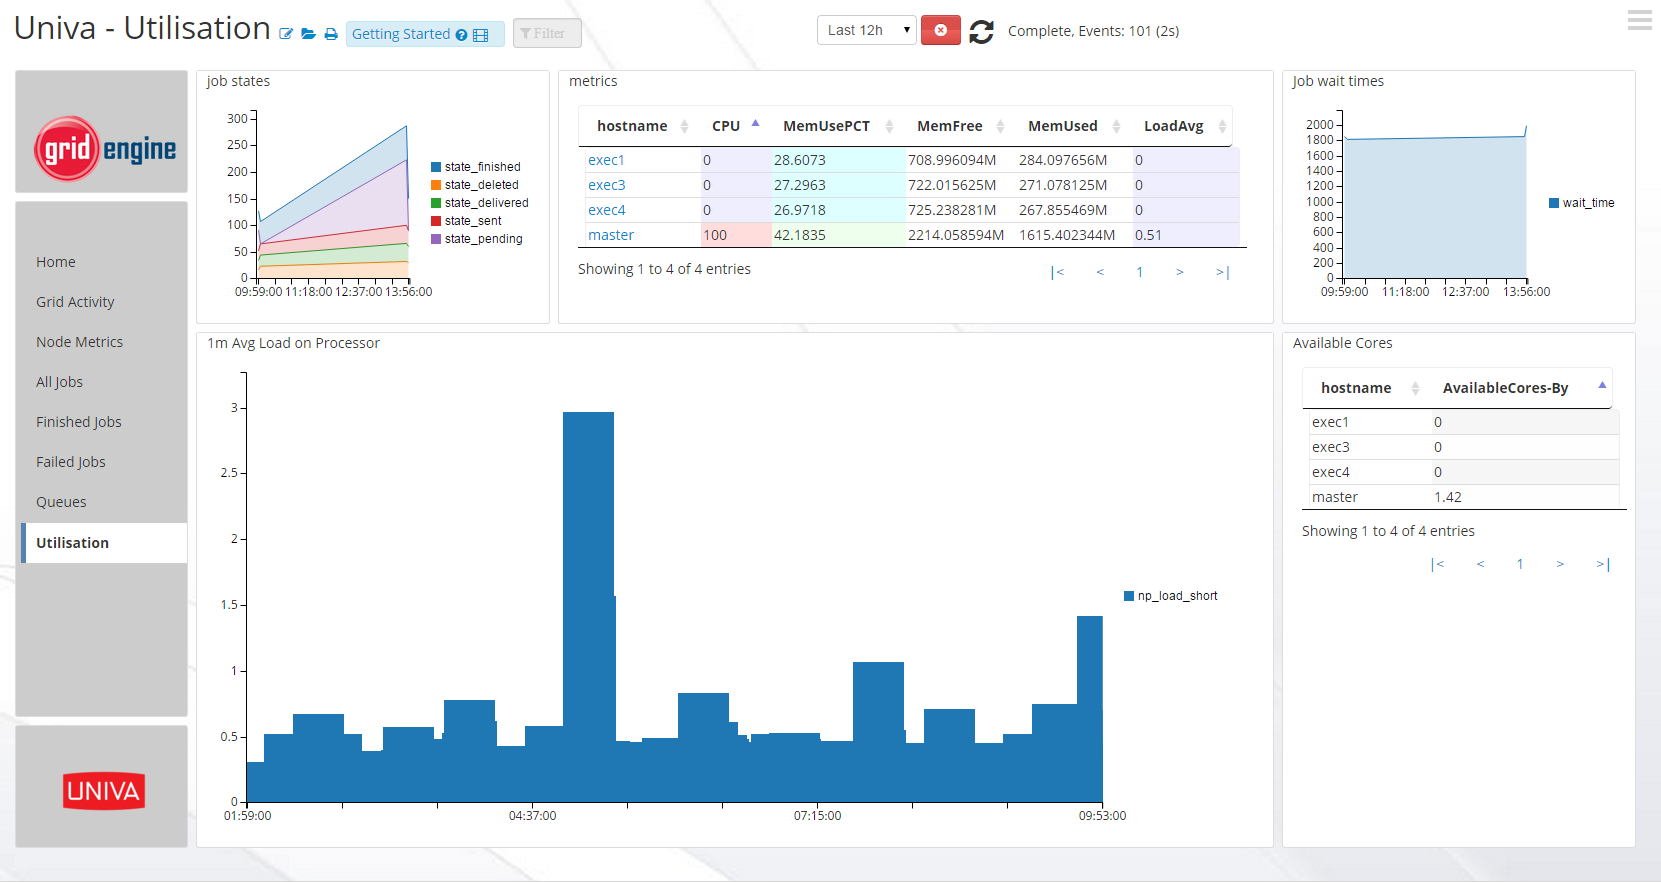 Univa - Utilisation
Getting Started
Filter
Last 12h
Complete, Events: 101 (2s)
grid engine
Home
Grid Activity
Node Metrics
All Jobs
Finished Jobs
Failed Jobs
Queues
Utilisation
UNIVA
job states
300
250
200
150
100
50
0
09:59:00 11:18:00 12:37:00 13:56:00
state_finished
state_deleted
state_delivered
state_sent
state_pending
metrics
hostname CPU MemUsePCT MemFree MemUsed LoadAvg
exec1 0 28.6073 708.996094M 284.097656M 0
exec3 0 27.2963 722.015625M 271.078125M 0
exec4 0 26.9718 725.238281M 267.855469M 0
master 100 42.1835 2214.058594M 1615.402344M 0.51
Showing 1 to 4 of 4 entries
|< < 1 > >|
Job wait times
2000
1800
1600
1400
1200
1000
800
600
400
200
0
09:59:00 11:18:00 12:37:00 13:56:00
wait_time
1m Avg Load on Processor
3
2.5
2
1.5
1
0.5
0
01:59:00 04:37:00 07:15:00 09:53:00
np_load_short
Available Cores
hostname AvailableCores-By
exec1 0
exec3 0
exec4 0
master 1.42
Showing 1 to 4 of 4 entries
|< < 1 > >|